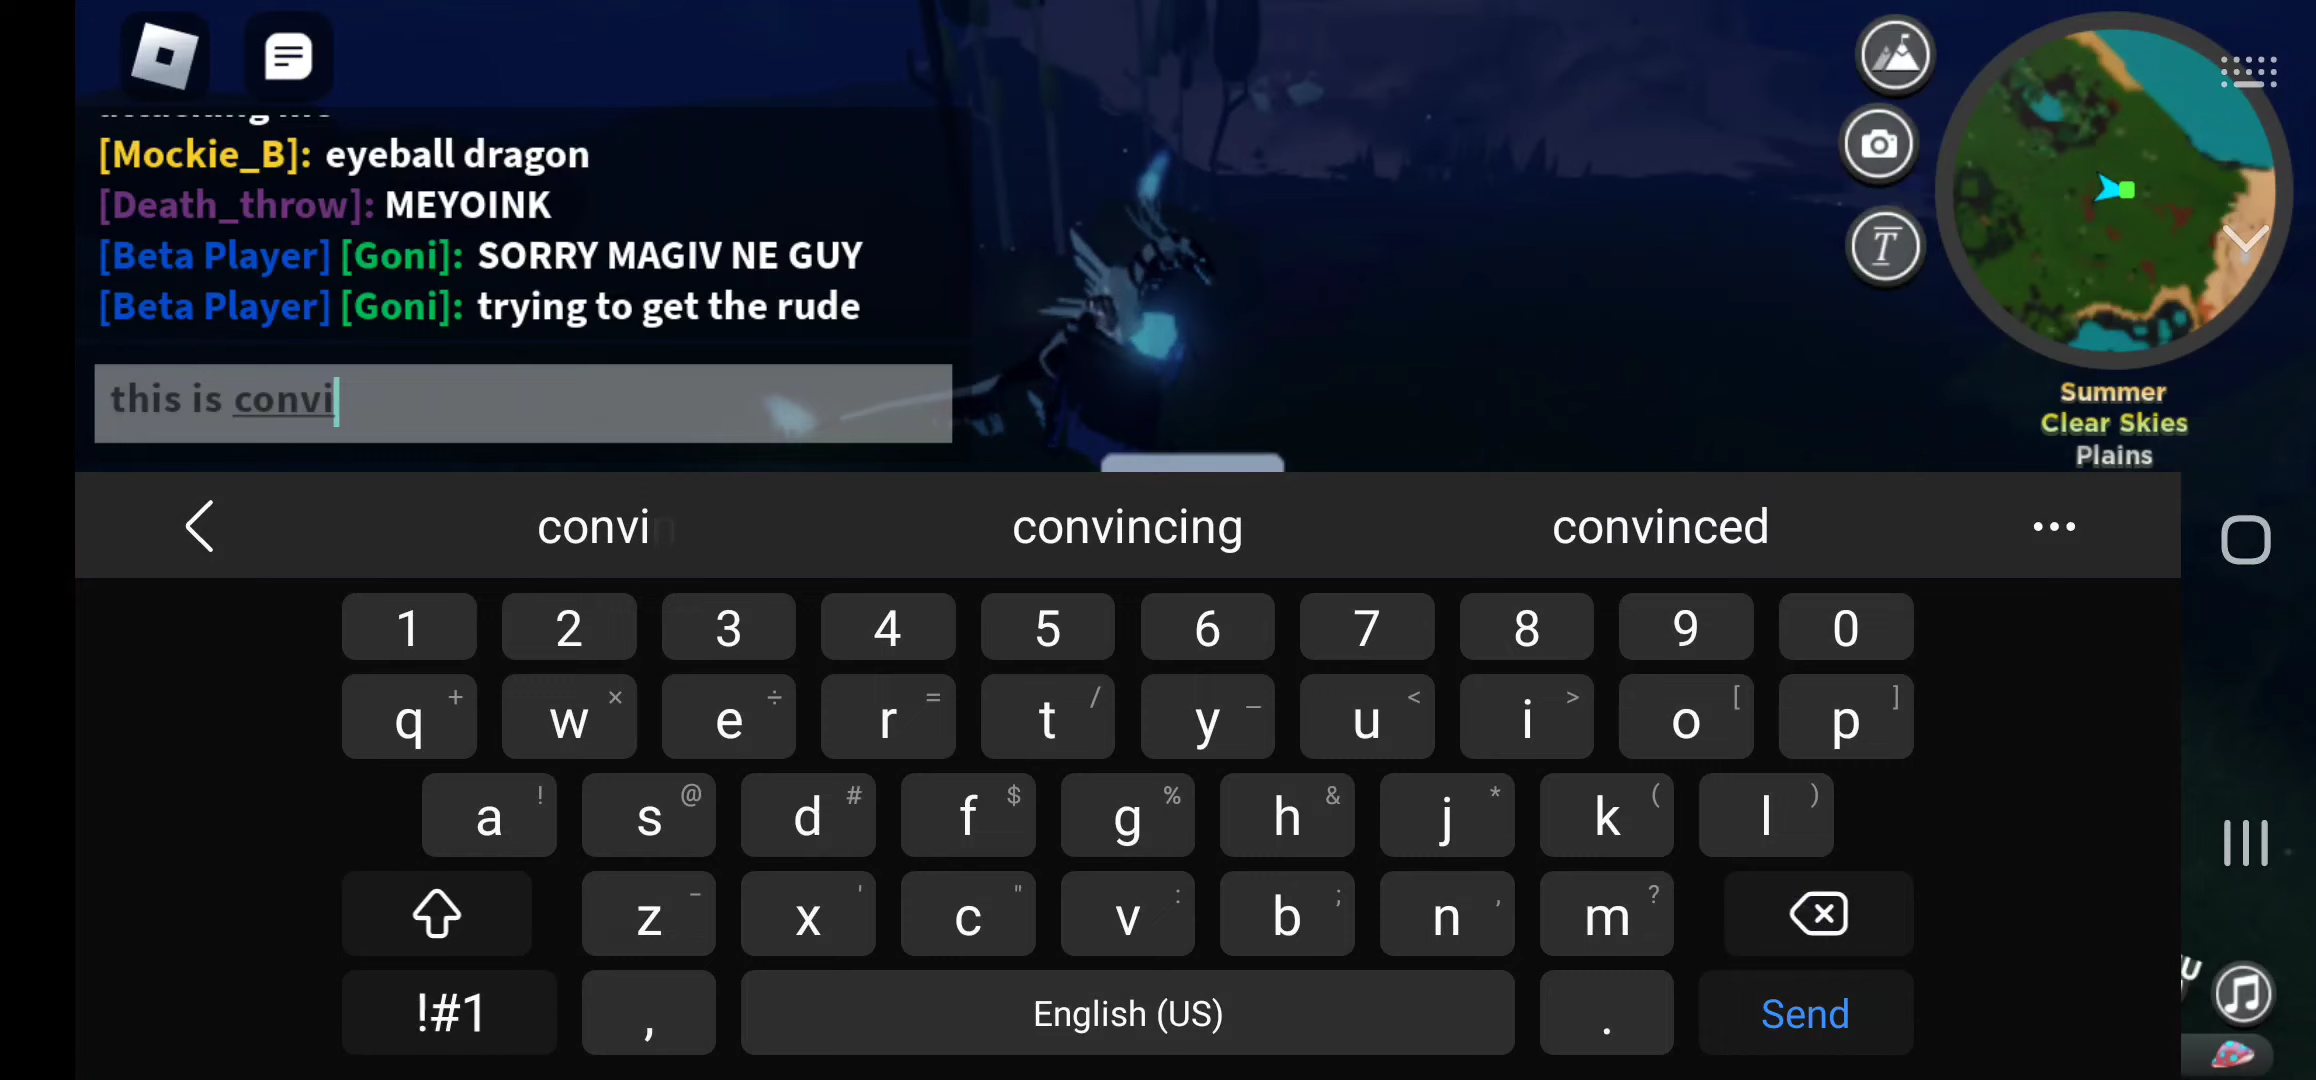 [Mockie_B]: eyeball dragon
[Death_throw]: MEYOINK
[Beta Player] [Goni]: SORRY MAGIV NE GUY
[Beta Player] [Goni]: trying to get the rude
this is convi
Summer
Clear Skies
Plains
convi convincing convinced
1 2 3 4 5 6 7 8 9 0
q + w × e ÷ r = t / y _ u < i > o [ p ]
a ! s @ d # f $ g % h & j * k ( l )
z - x ' c " v : b ; n , m ?
!#1 , English (US) . Send